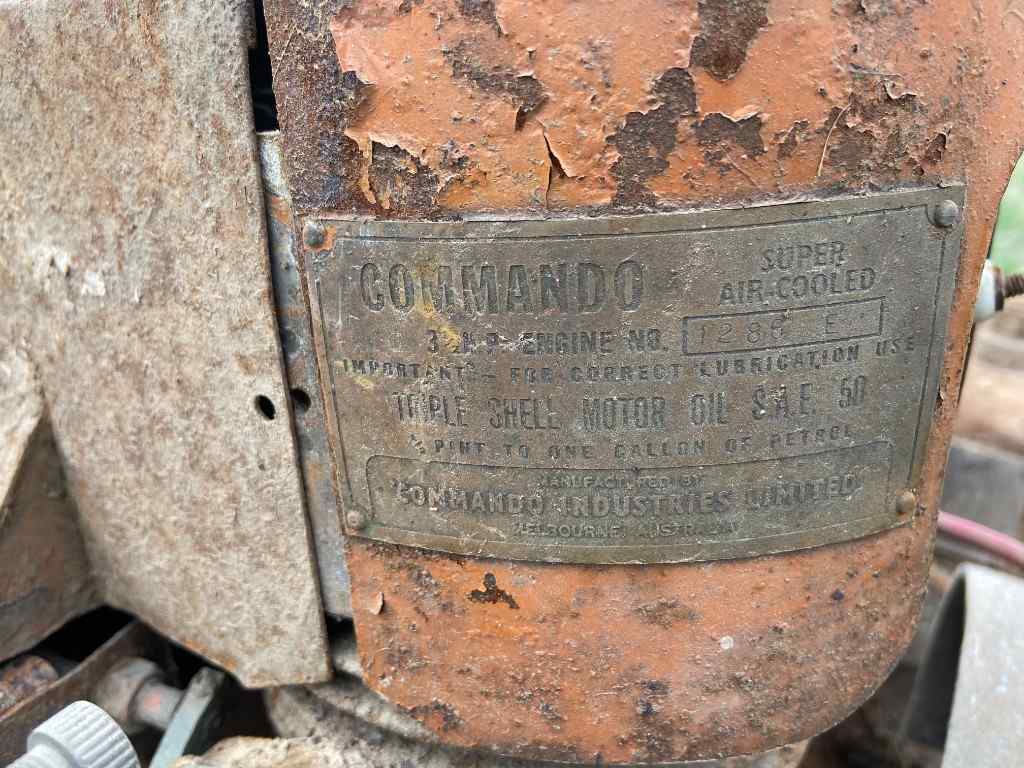 COMMANDO
SUPER
AIR-COOLED
H.P. ENGINE NO. 1286 E
IMPORTANT:- FOR CORRECT LUBRICATION USE
TRIPLE SHELL MOTOR OIL S.A.E. 50
PINT TO ONE GALLON OF PETROL
MANUFACTURED BY
COMMANDO INDUSTRIES LIMITED
MELBOURNE, AUSTRALIA